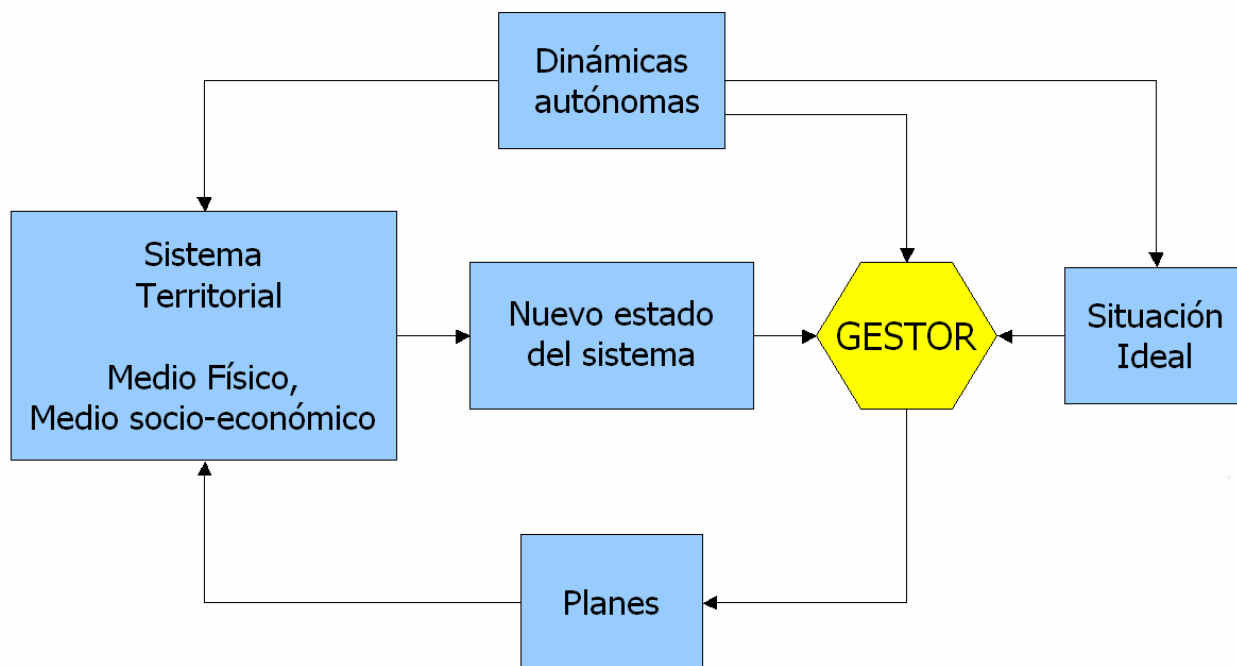 Dinámicas
autónomas
Sistema
Territorial
Medio Físico,
Medio socio-económico
Nuevo estado
del sistema
GESTOR
Situación
Ideal
Planes